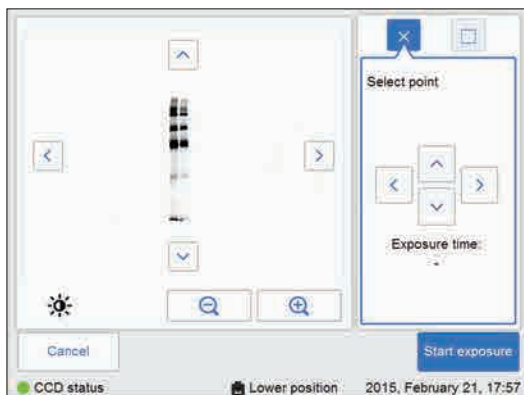 Select point
Exposure time:
-
Cancel
Start exposure
CCD status
Lower position
2015, February 21, 17:57